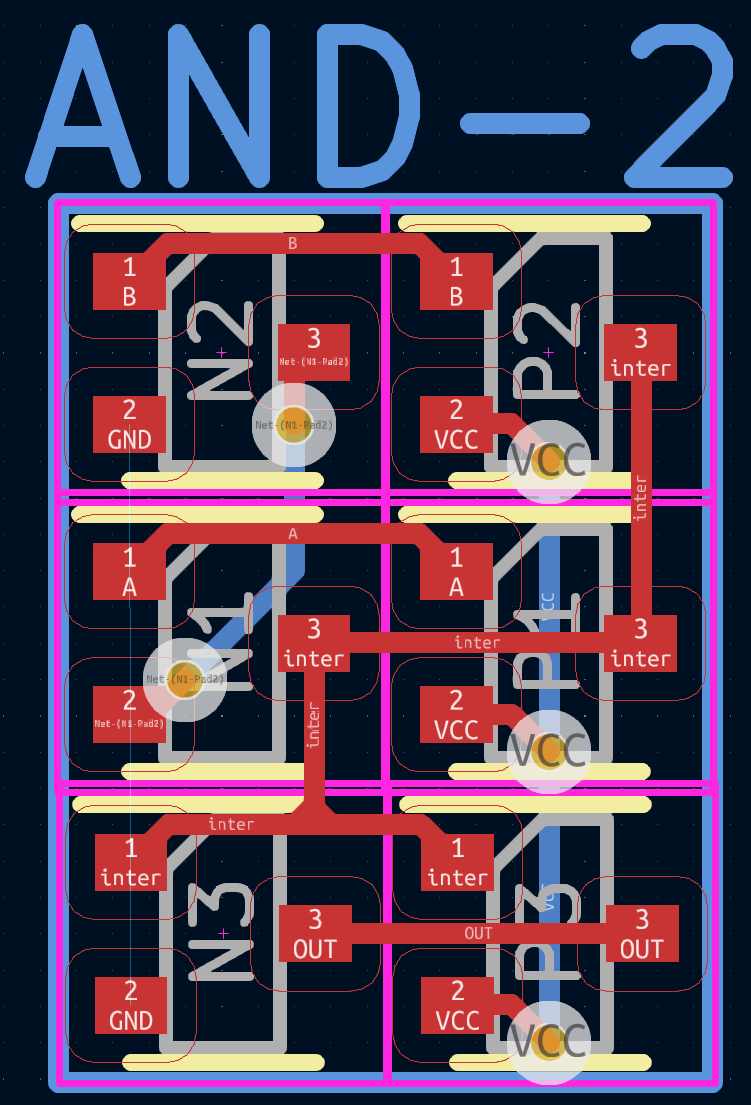 AND-2
B
1
B
1
B
N2
P2
3
Net-(N1-Pad2)
3
inter
2
GND
Net-(N1-Pad2)
2
VCC
VCC
inter
A
1
A
1
A
N1
P1
VCC
3
inter
inter
3
inter
Net-(N1-Pad2)
2
Net-(N1-Pad2)
inter
2
VCC
VCC
inter
1
inter
1
inter
N3
P3
VCC
3
OUT
OUT
3
OUT
2
GND
2
VCC
VCC